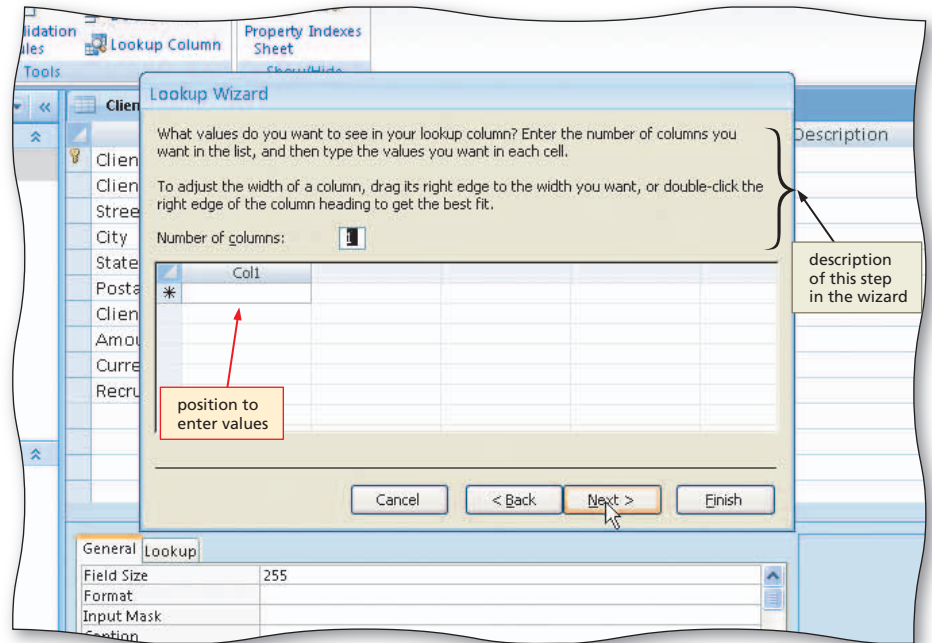 lidation
Property Indexes
ules
Lookup Column
Sheet
Tools
Show/Hide
Lookup Wizard
Clien
What values do you want to see in your lookup column? Enter the number of columns you
want in the list, and then type the values you want in each cell.
Description
Clien
To adjust the width of a column, drag its right edge to the width you want, or double-click the
right edge of the column heading to get the best fit.
Clien
Stree
City
Number of columns:
1
State
Col1
Posta
Clien
Amou
Curre
Recru
description
of this step
in the wizard
position to
enter values
Cancel
< Back
Next >
Finish
General
Lookup
Field Size
255
Format
Input Mask
Caption